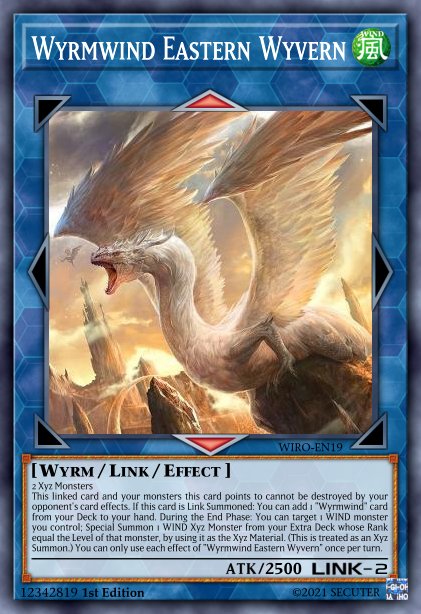 WYRMWIND EASTERN WYVERN
WIND
風
WIRO-EN19
[WYRM / LINK / EFFECT ]
2 Xyz Monsters
This linked card and your monsters this card points to cannot be destroyed by your
opponent's card effects. If this card is Link Summoned: You can add 1 "Wyrmwind" card
from your Deck to your hand. During the End Phase: You can target 1 WIND monster
you control; Special Summon 1 WIND Xyz Monster from your Extra Deck whose Rank
equal the Level of that monster, by using it as the Xyz Material. (This is treated as an Xyz
Summon.) You can only use each effect of "Wyrmwind Eastern Wyvern" once per turn.
ATK/2500 LINK-2
12342819 1st Edition ©2021 SECUTER